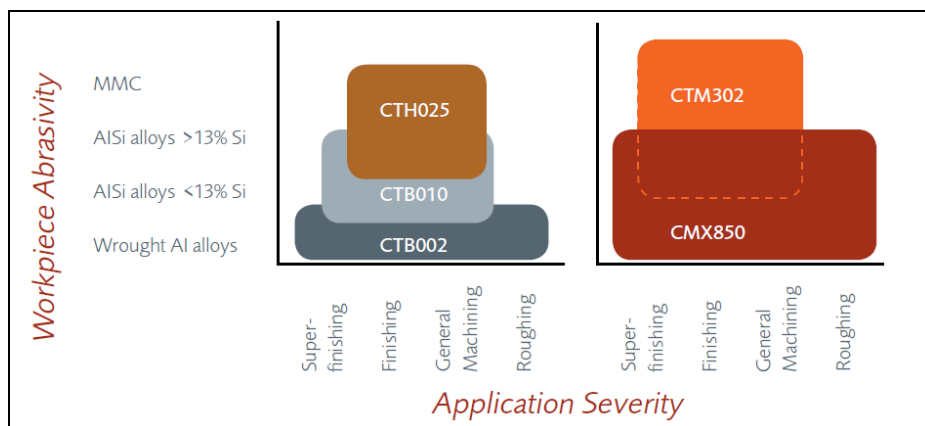 Workpiece Abrasivity
MMC
AlSi alloys >13% Si
AlSi alloys <13% Si
Wrought Al alloys
CTH025
CTB010
CTB002
CTM302
CMX850
Super-
finishing
Finishing
General
Machining
Roughing
Super-
finishing
Finishing
General
Machining
Roughing
Application Severity